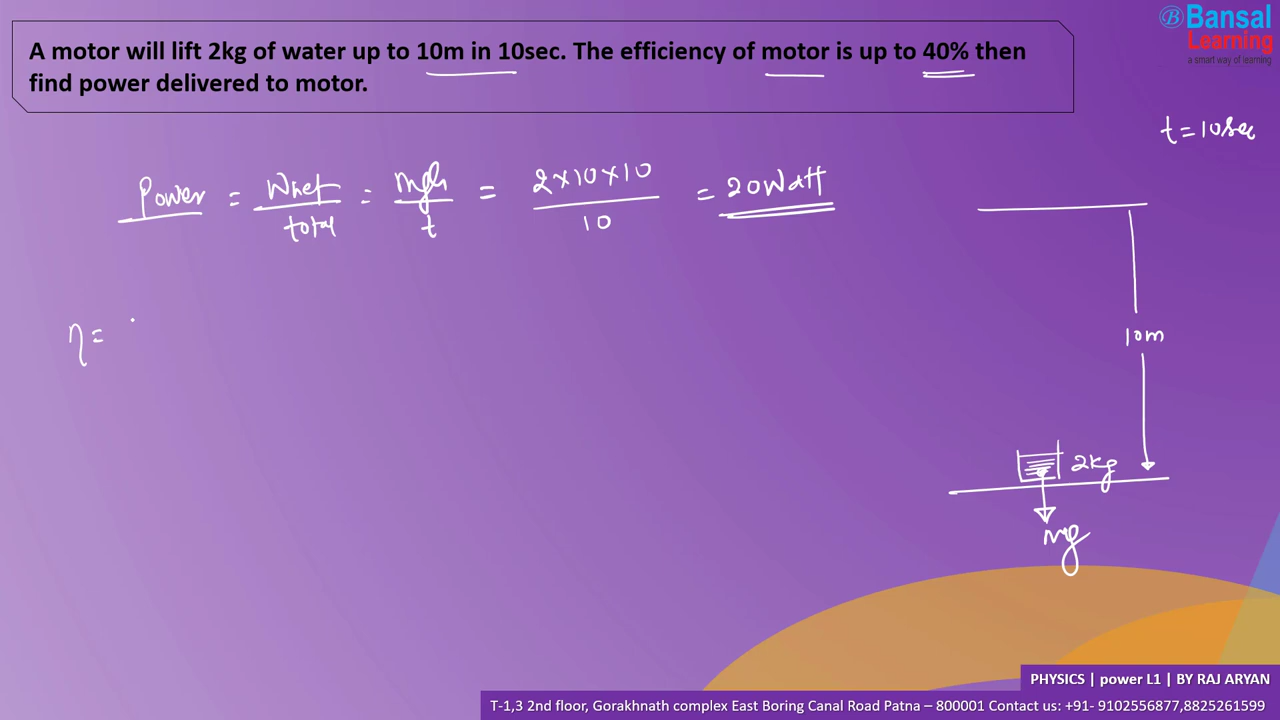 Bansal
Learning
a smart way of learning
A motor will lift 2kg of water up to 10m in 10sec. The efficiency of motor is up to 40% then
find power delivered to motor.
t = 10sec
Power = Wnet / total = mgh / t = 2×10×10 / 10 = 20 Watt
η =
10m
2kg
mg
PHYSICS | power L1 | BY RAJ ARYAN
T-1,3 2nd floor, Gorakhnath complex East Boring Canal Road Patna – 800001 Contact us: +91- 9102556877,8825261599